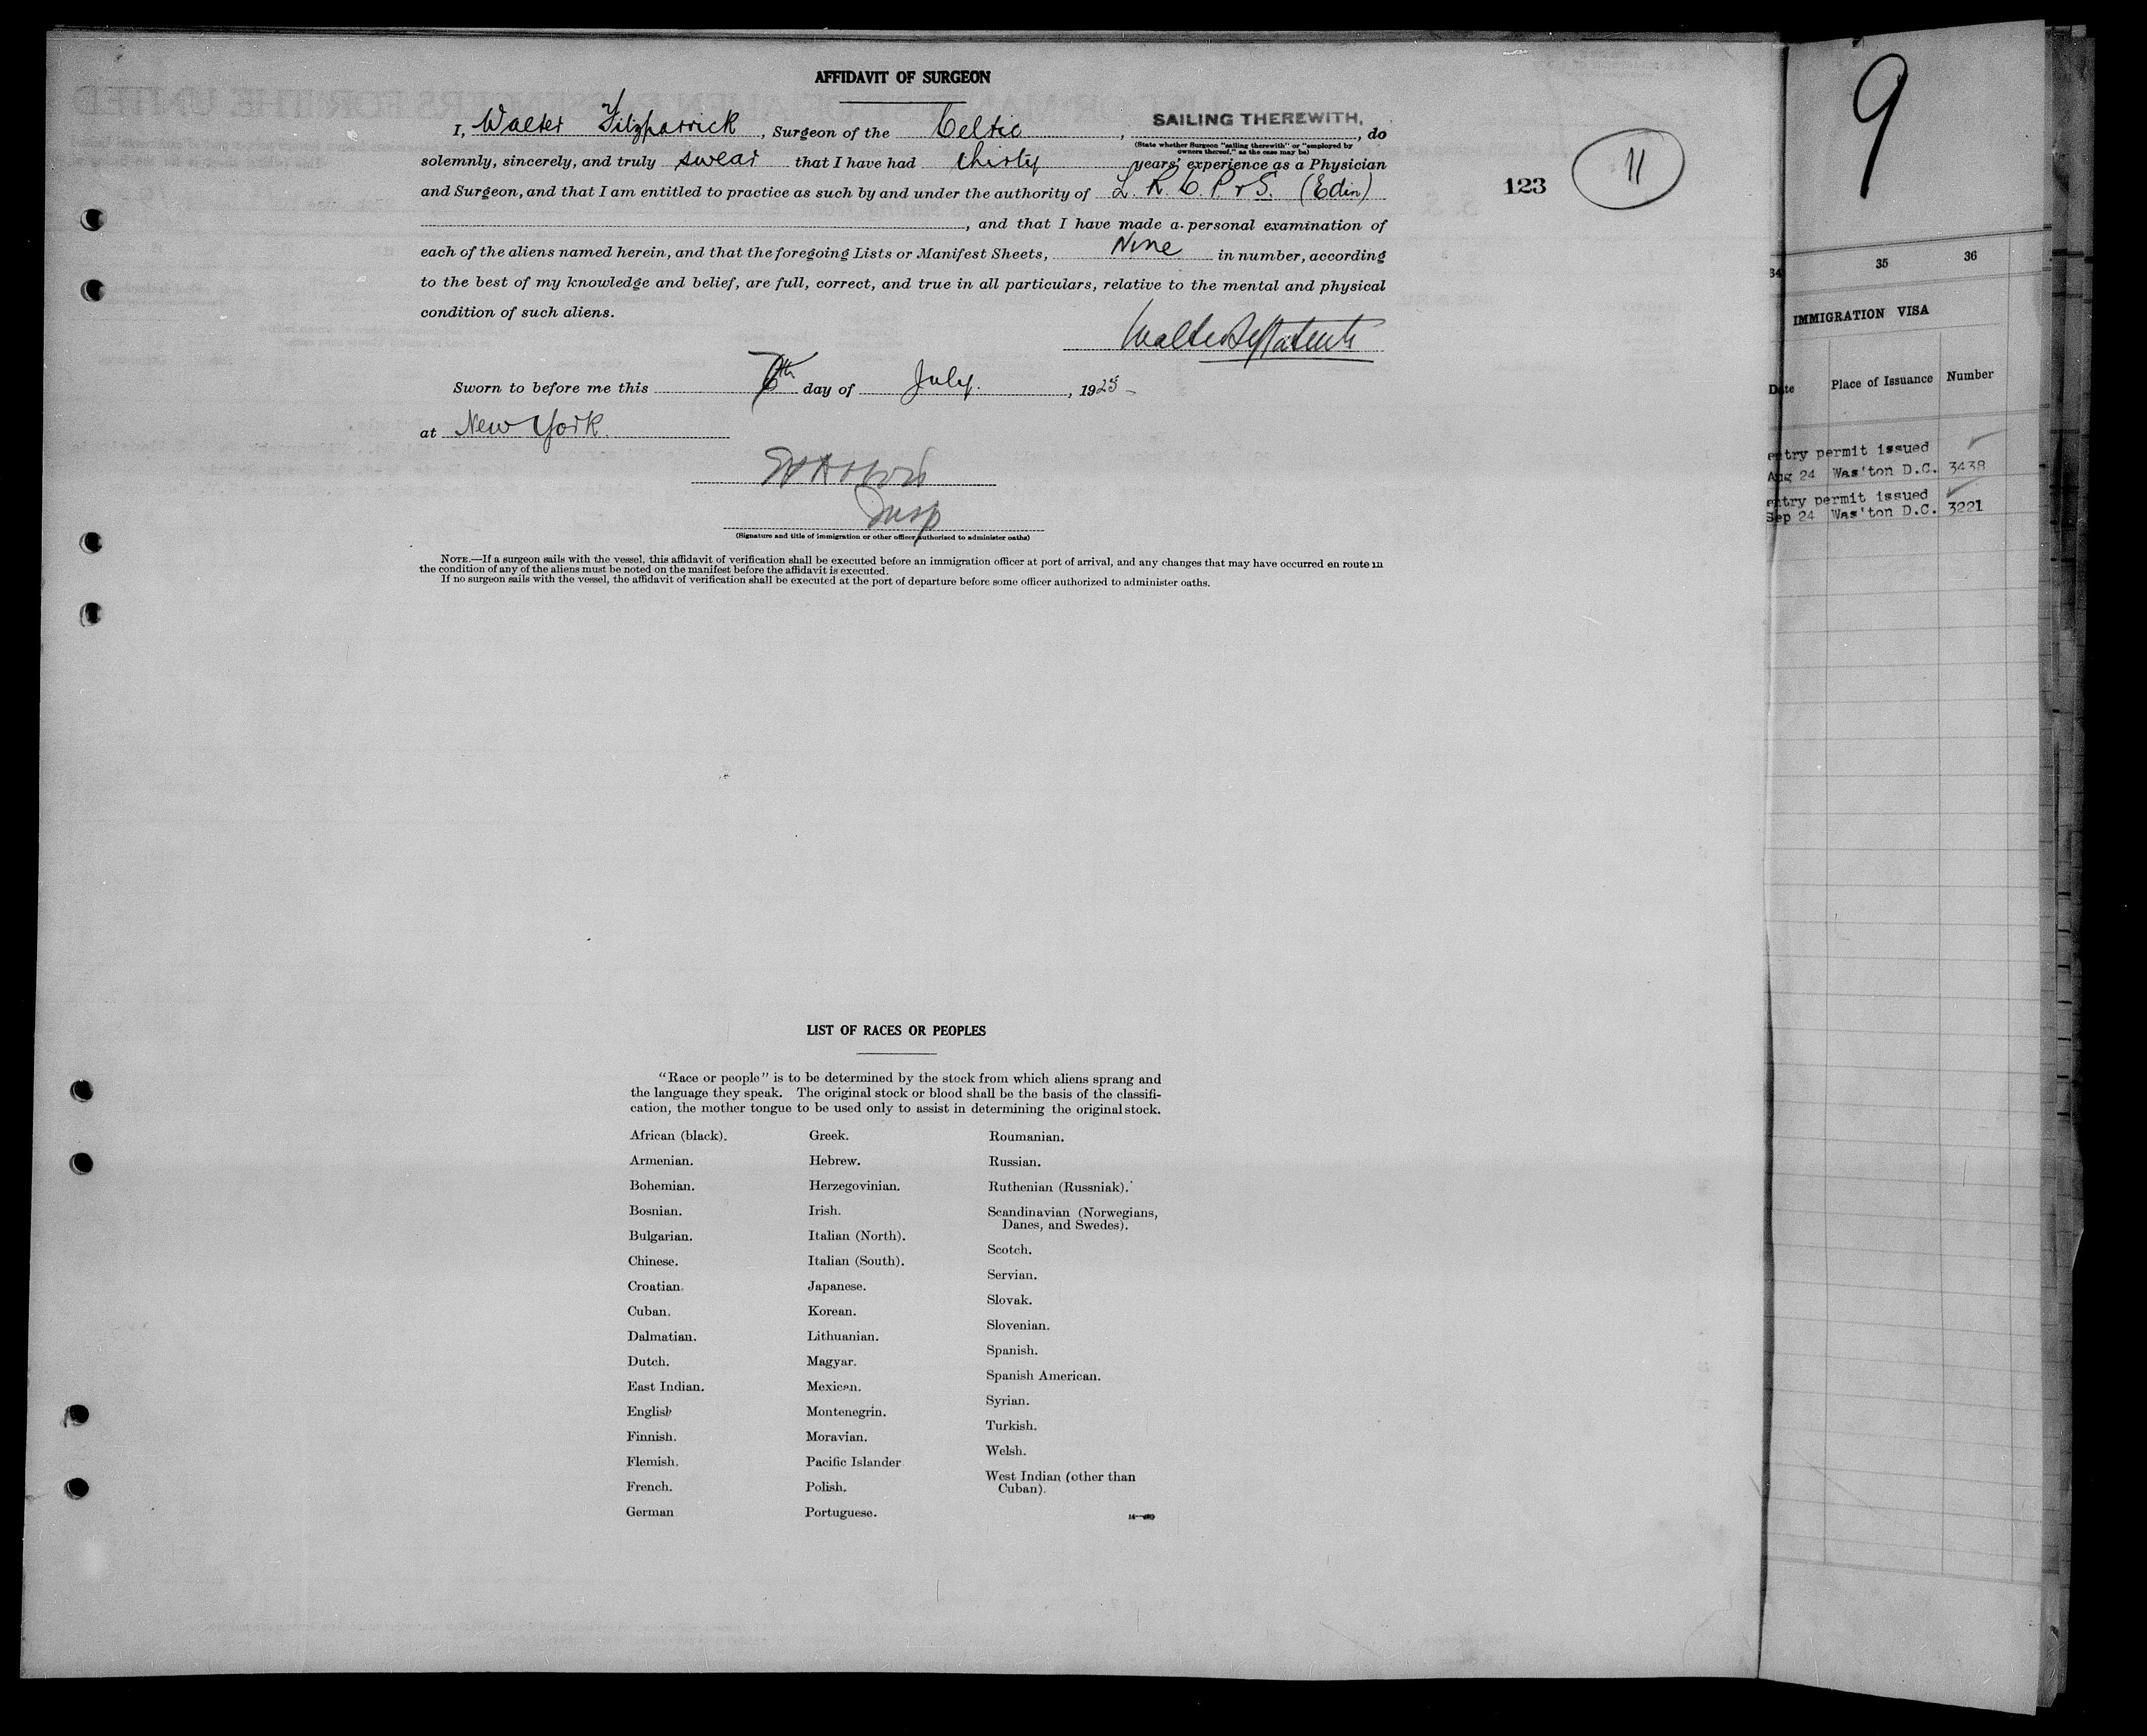 AFFIDAVIT OF SURGEON
I, Walter Fitzpatrick, Surgeon of the Celtic, SAILING THEREWITH, do
(State whether Surgeon "sailing therewith" or "employed by
owners thereof," as the case may be)
solemnly, sincerely, and truly swear that I have had thirty years' experience as a Physician
and Surgeon, and that I am entitled to practice as such by and under the authority of L. R. C. P. & S. (Edin)
, and that I have made a personal examination of
each of the aliens named herein, and that the foregoing Lists or Manifest Sheets, Nine in number, according
to the best of my knowledge and belief, are full, correct, and true in all particulars, relative to the mental and physical
condition of such aliens.
Sworn to before me this day of July, 1925
at New York.
Insp
(Signature and title of immigration or other officer authorized to administer oaths)
NOTE.—If a surgeon sails with the vessel, this affidavit of verification shall be executed before an immigration officer at port of arrival, and any changes that may have occurred en route in
the condition of any of the aliens must be noted on the manifest before the affidavit is executed.
If no surgeon sails with the vessel, the affidavit of verification shall be executed at the port of departure before some officer authorized to administer oaths.
123
11
LIST OF RACES OR PEOPLES
"Race or people" is to be determined by the stock from which aliens sprang and
the language they speak. The original stock or blood shall be the basis of the classifi-
cation, the mother tongue to be used only to assist in determining the original stock.
African (black).
Armenian.
Bohemian.
Bosnian.
Bulgarian.
Chinese.
Croatian.
Cuban.
Dalmatian.
Dutch.
East Indian.
English
Finnish.
Flemish.
French.
German
Greek.
Hebrew.
Herzegovinian.
Irish.
Italian (North).
Italian (South).
Japanese.
Korean.
Lithuanian.
Magyar.
Mexican.
Montenegrin.
Moravian.
Pacific Islander
Polish.
Portuguese.
Roumanian.
Russian.
Ruthenian (Russniak).
Scandinavian (Norwegians,
Danes, and Swedes).
Scotch.
Servian.
Slovak.
Slovenian.
Spanish.
Spanish American.
Syrian.
Turkish.
Welsh.
West Indian (other than
Cuban).
9
34 35 36
IMMIGRATION VISA
Date Place of Issuance Number
entry permit issued
Aug 24 Was'ton D.C. 3438
entry permit issued
Sep 24 Was'ton D.C. 3221